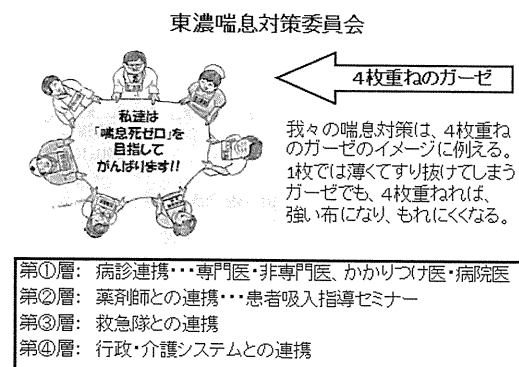 東濃喘息対策委員会
4枚重ねのガーゼ
私達は
「喘息死ゼロ」を
目指して
がんばります!!
我々の喘息対策は、4枚重ね
のガーゼのイメージに例える。
1枚では薄くてすり抜けてしまう
ガーゼでも、4枚重ねれば、
強い布になり、もれにくくなる。
第①層: 病診連携・・・専門医・非専門医、かかりつけ医・病院医
第②層: 薬剤師との連携・・・患者吸入指導セミナー
第③層: 救急隊との連携
第④層: 行政・介護システムとの連携